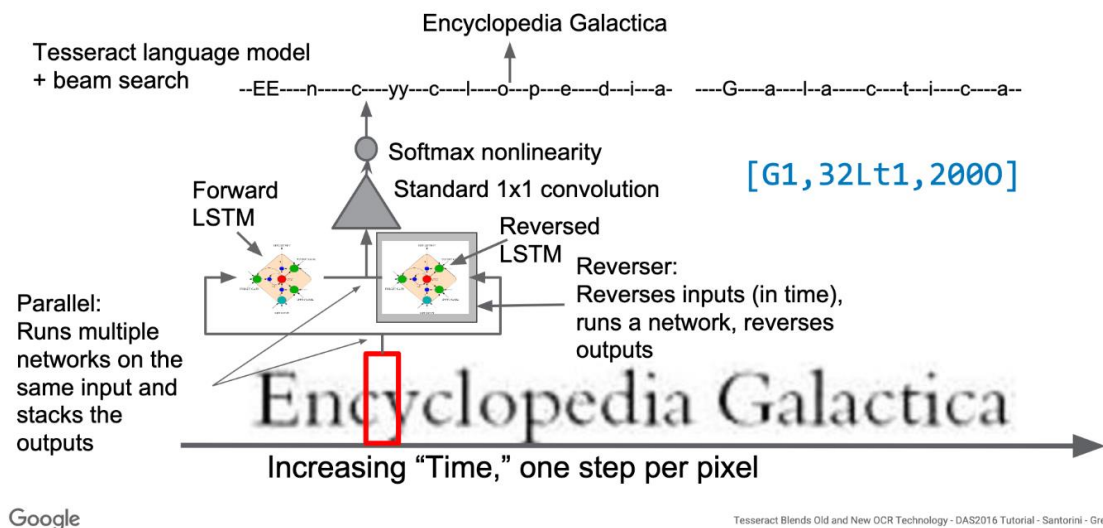 Encyclopedia Galactica
Tesseract language model
+ beam search
--EE----n-----c----yy---c---l----o---p---e---d---i---a- ----G---a---l--a----c---t---i---c---a--
Softmax nonlinearity
Standard 1x1 convolution
[G1,32Lt1,200O]
Forward
LSTM
Reversed
LSTM
Reverser:
Reverses inputs (in time),
runs a network, reverses
outputs
Parallel:
Runs multiple
networks on the
same input and
stacks the
outputs
Encyclopedia Galactica
Increasing “Time,” one step per pixel
Google
Tesseract Blends Old and New OCR Technology - DAS2016 Tutorial - Santorini -